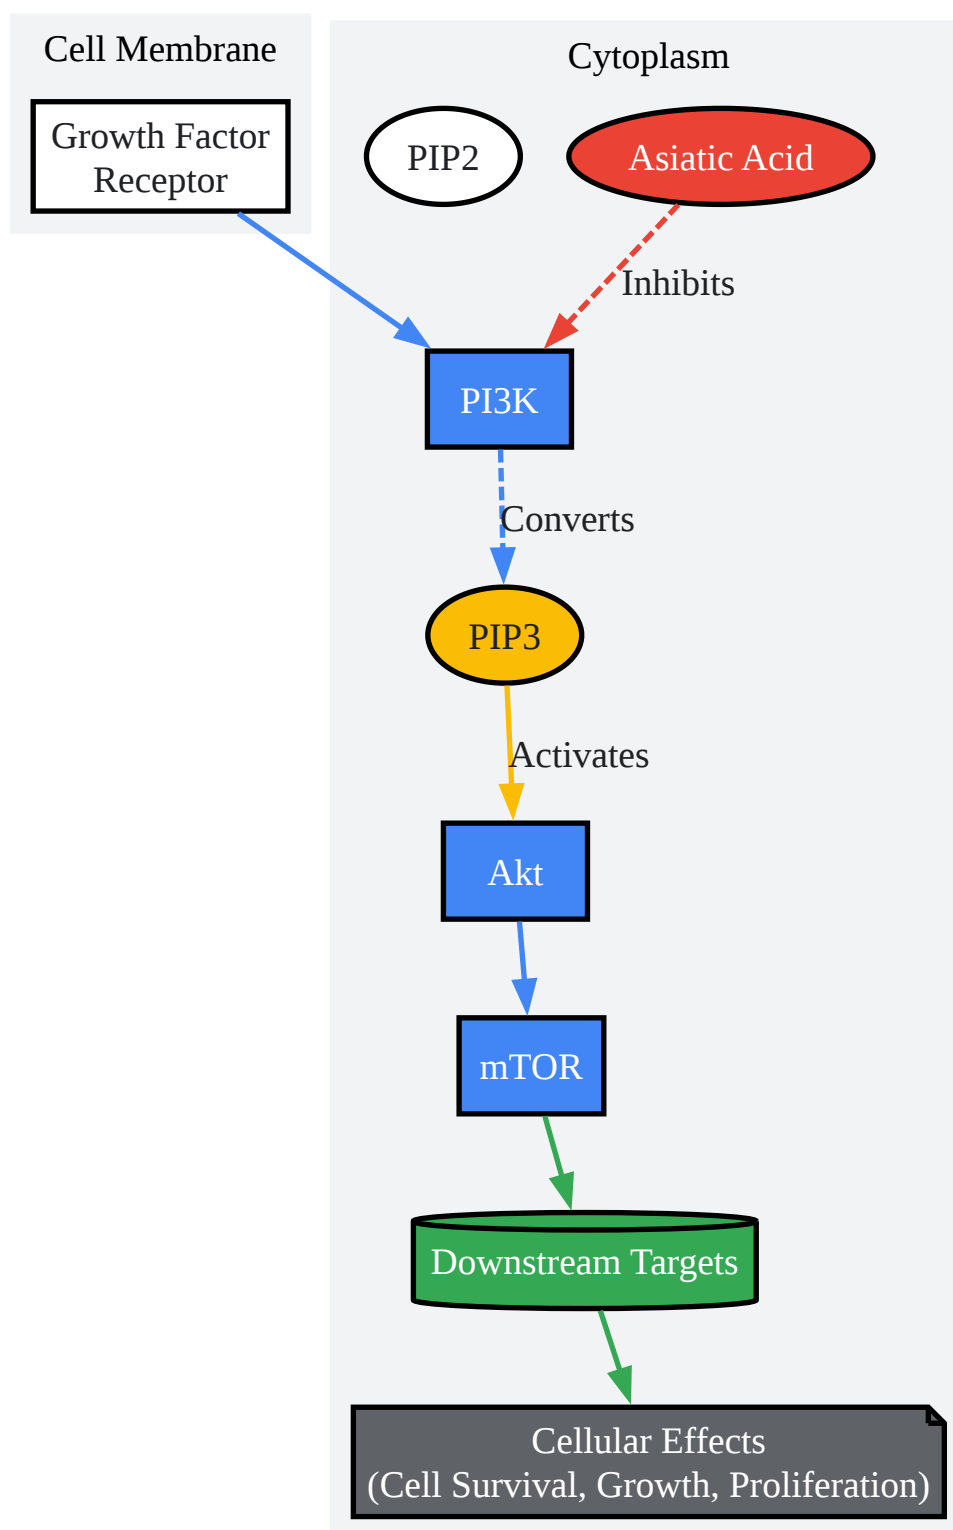 Cell Membrane
Growth Factor
Receptor
Cytoplasm
PIP2
Asiatic Acid
Inhibits
PI3K
Converts
PIP3
Activates
Akt
mTOR
Downstream Targets
Cellular Effects
(Cell Survival, Growth, Proliferation)